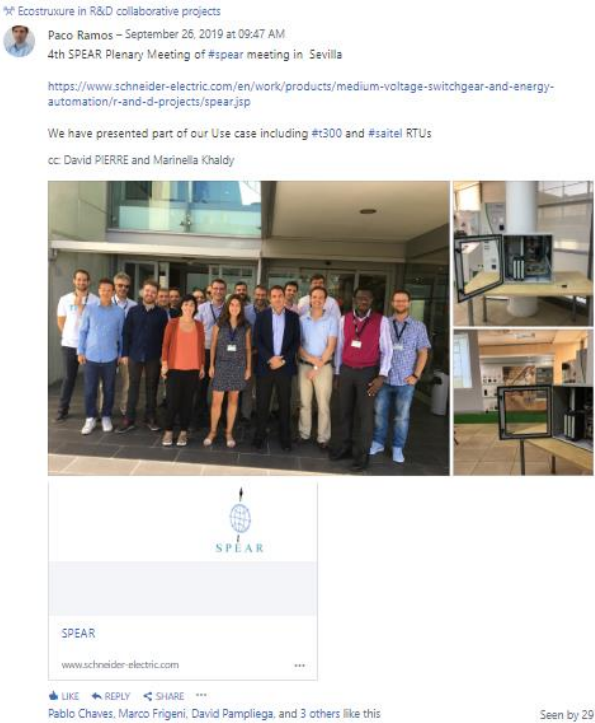 Ecostruxure in R&D collaborative projects
Paco Ramos – September 26, 2019 at 09:47 AM
4th SPEAR Plenary Meeting of #spear meeting in Sevilla
https://www.schneider-electric.com/en/work/products/medium-voltage-switchgear-and-energy-
automation/r-and-d-projects/spear.jsp
We have presented part of our Use case including #t300 and #saitel RTUs
cc: David PIERRE and Marinella Khaldy
SPEAR
SPEAR
www.schneider-electric.com
LIKE REPLY SHARE
Pablo Chaves, Marco Frigeni, David Pampliega, and 3 others like this
Seen by 29